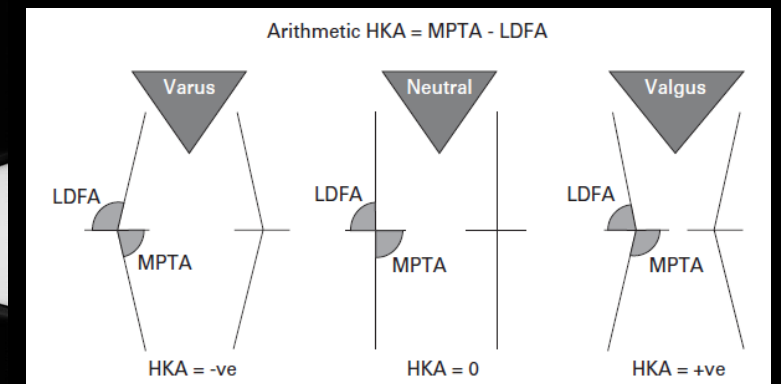 Arithmetic HKA = MPTA - LDFA
Varus
Neutral
Valgus
LDFA
LDFA
LDFA
MPTA
MPTA
MPTA
HKA = -ve
HKA = 0
HKA = +ve